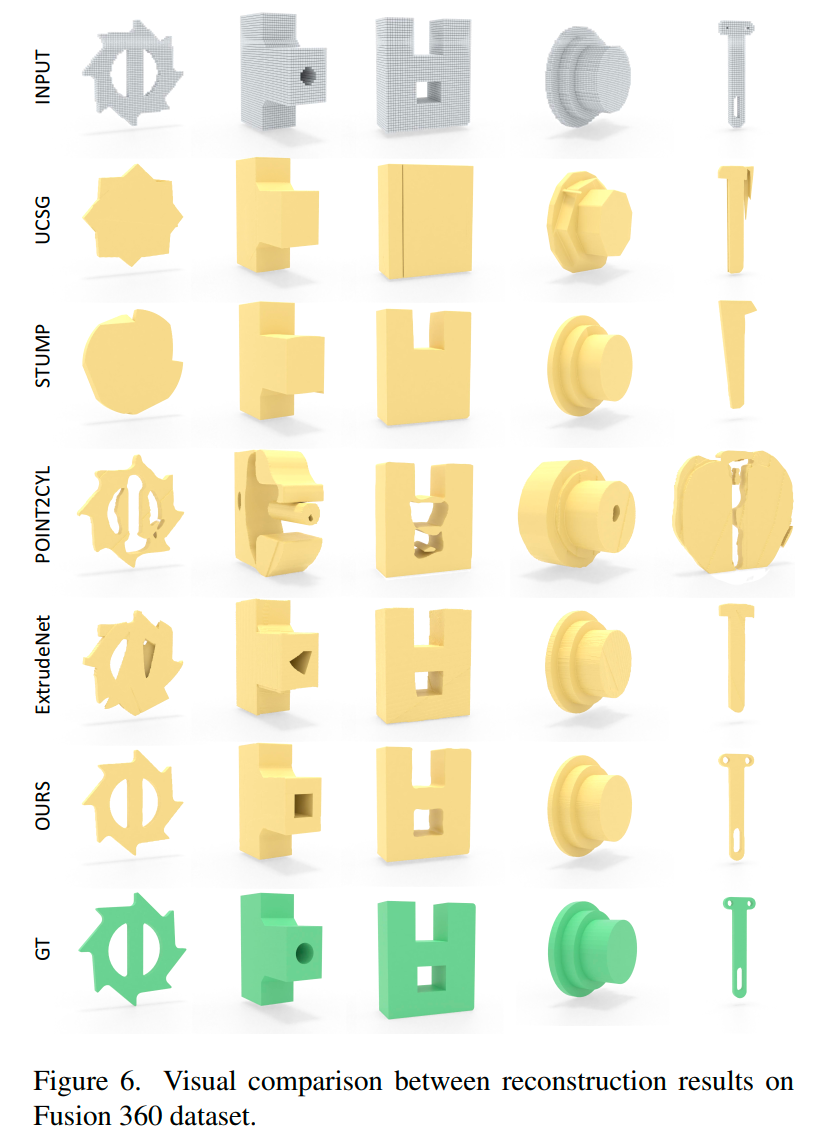 INPUT
UCSG
STUMP
POINT2CYL
ExtrudeNet
OURS
GT
Figure 6. Visual comparison between reconstruction results on
Fusion 360 dataset.